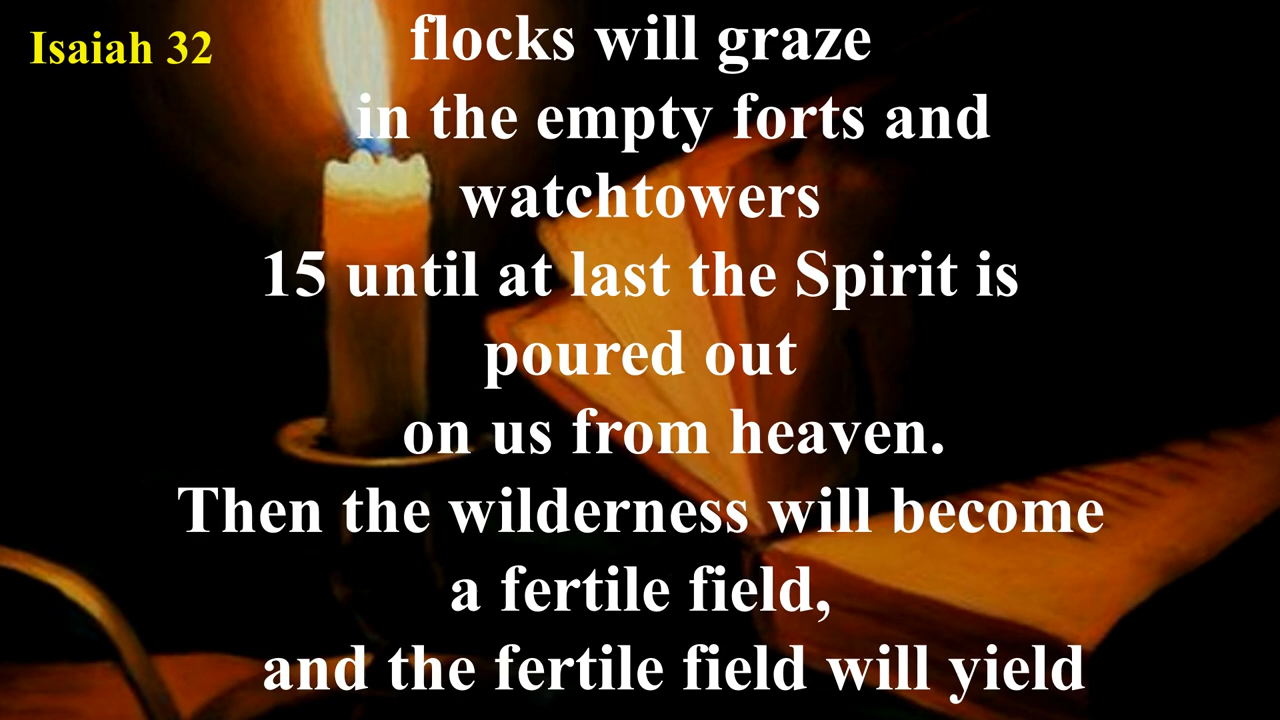 Isaiah 32
flocks will graze
in the empty forts and
watchtowers
15 until at last the Spirit is
poured out
on us from heaven.
Then the wilderness will become
a fertile field,
and the fertile field will yield